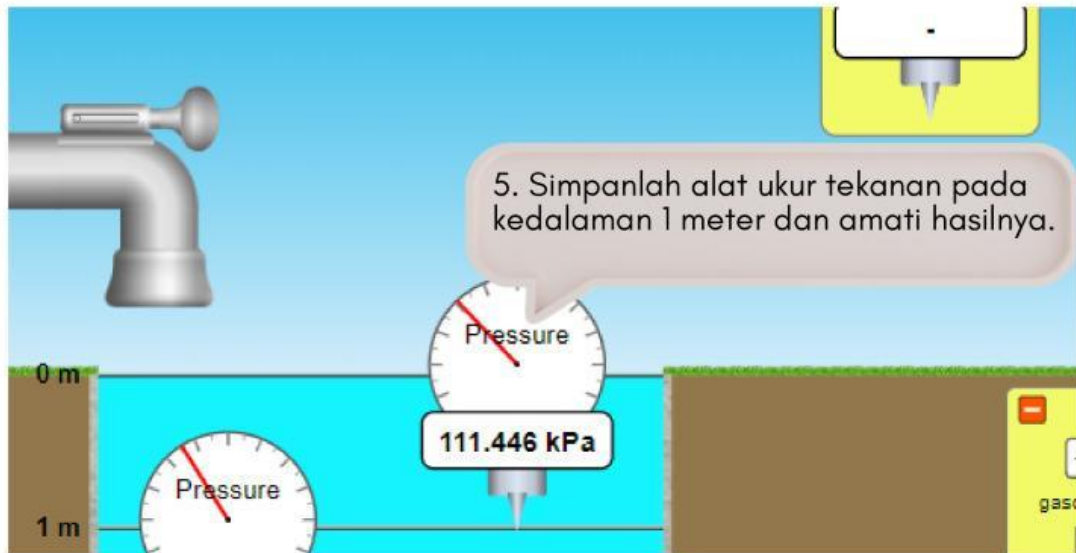 -
5. Simpanlah alat ukur tekanan pada
kedalaman 1 meter dan amati hasilnya.
Pressure
0 m
111.446 kPa
Pressure
1 m